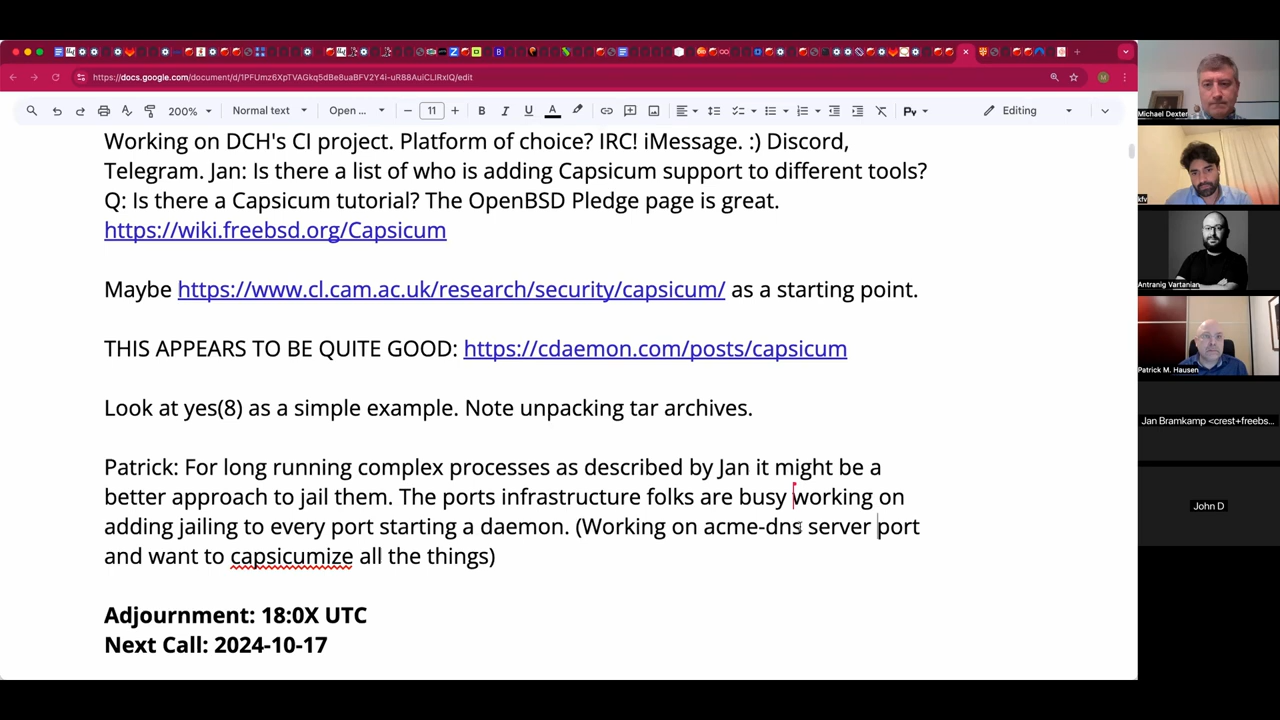 https://docs.google.com/document/d/1PFUmz6XpTVAGkq5dBe8uaBFV2Y4i-uR88AuiCLIRxIQ/edit
M
200%
Normal text
Open ...
11
Editing
Working on DCH's CI project. Platform of choice? IRC! iMessage. :) Discord,
Telegram. Jan: Is there a list of who is adding Capsicum support to different tools?
Q: Is there a Capsicum tutorial? The OpenBSD Pledge page is great.
https://wiki.freebsd.org/Capsicum
Maybe https://www.cl.cam.ac.uk/research/security/capsicum/ as a starting point.
THIS APPEARS TO BE QUITE GOOD: https://cdaemon.com/posts/capsicum
Look at yes(8) as a simple example. Note unpacking tar archives.
Patrick: For long running complex processes as described by Jan it might be a
better approach to jail them. The ports infrastructure folks are busy working on
adding jailing to every port starting a daemon. (Working on acme-dns server port
and want to capsicumize all the things)
Adjournment: 18:0X UTC
Next Call: 2024-10-17
Michael Dexter
kfv
Antranig Vartanian
Patrick M. Hausen
Jan Bramkamp <crest+freebs...
John D